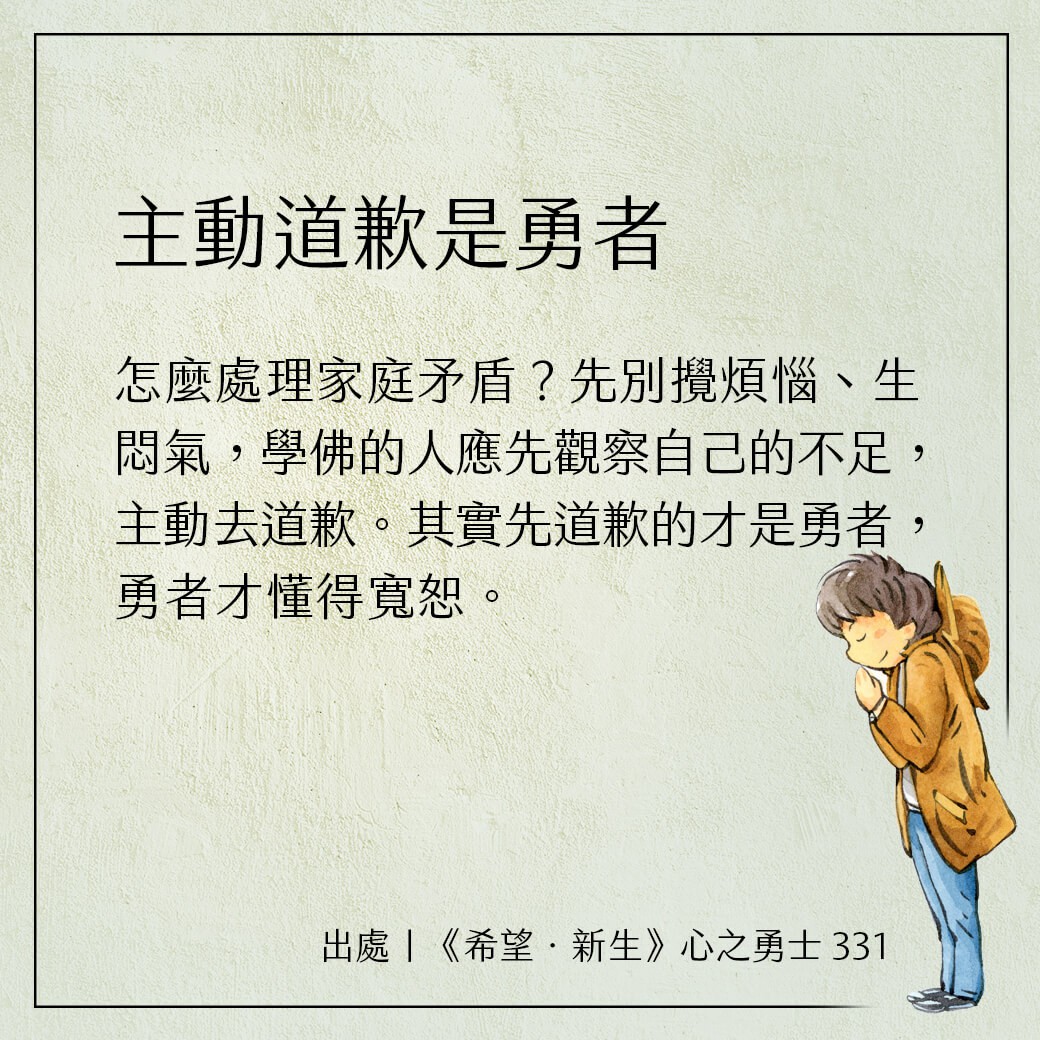 主動道歉是勇者
怎麼處理家庭矛盾？先別攪煩惱、生
悶氣，學佛的人應先觀察自己的不足，
主動去道歉。其實先道歉的才是勇者，
勇者才懂得寬恕。
出處｜《希望．新生》心之勇士 331